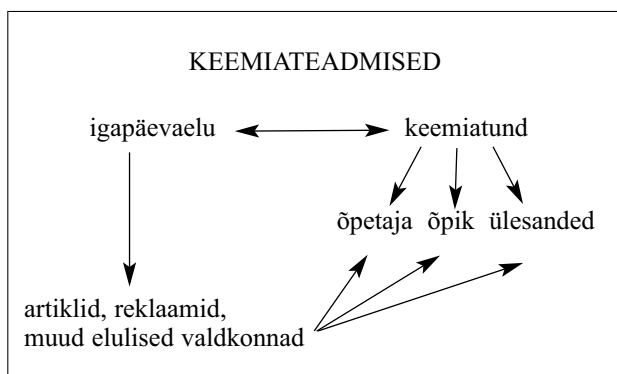 KEEMIATEADMISED
igapäevaelu keemiatund
õpetaja õpik ülesanded
artiklid, reklaamid,
muud elulised valdkonnad